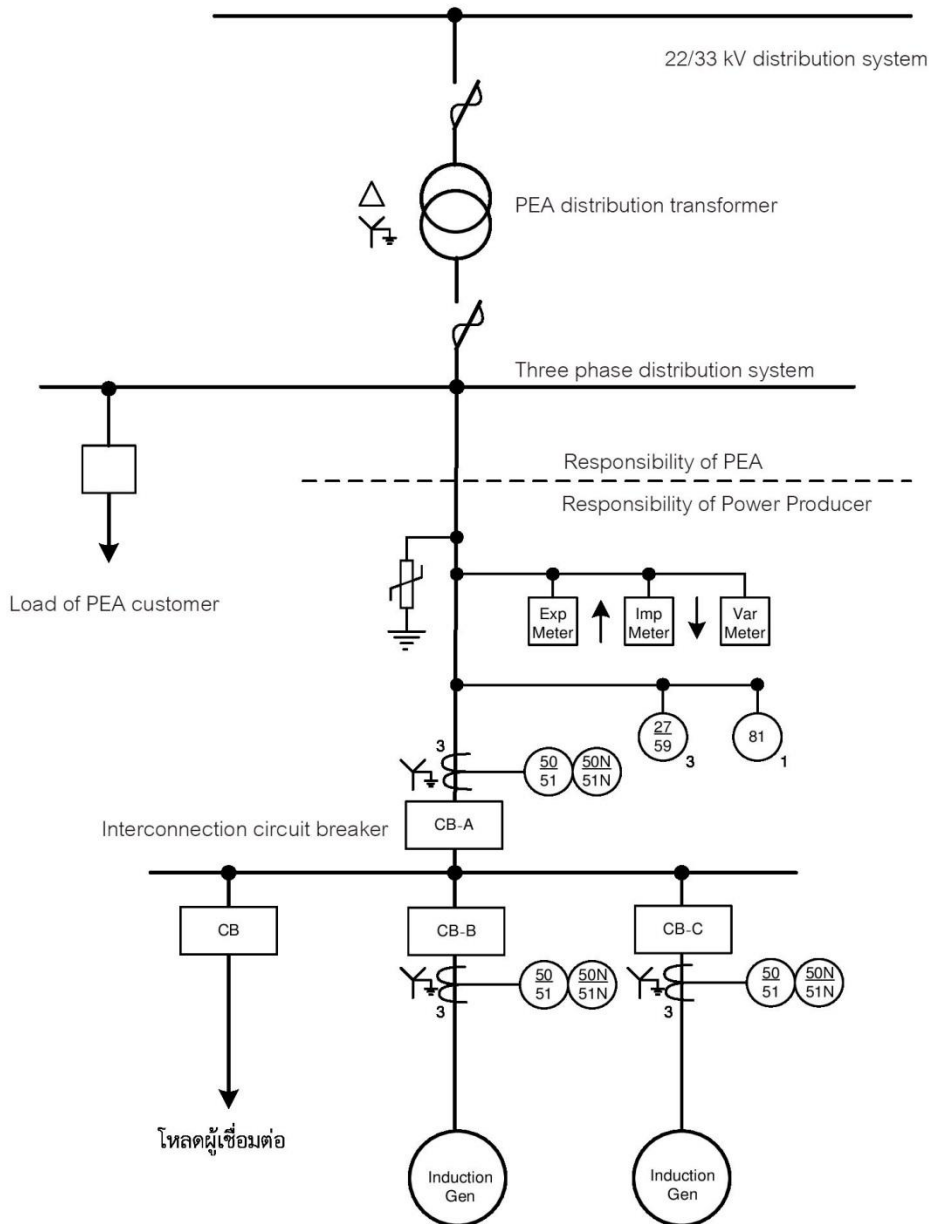 22/33 kV distribution system
PEA distribution transformer
Three phase distribution system
Responsibility of PEA
Responsibility of Power Producer
Load of PEA customer
Exp
Meter
Imp
Meter
Var
Meter
27
59
3
81
1
3
50
51
50N
51N
Interconnection circuit breaker
CB-A
CB
CB-B
CB-C
50
51
50N
51N
3
50
51
50N
51N
3
โหลดผู้เชื่อมต่อ
Induction
Gen
Induction
Gen